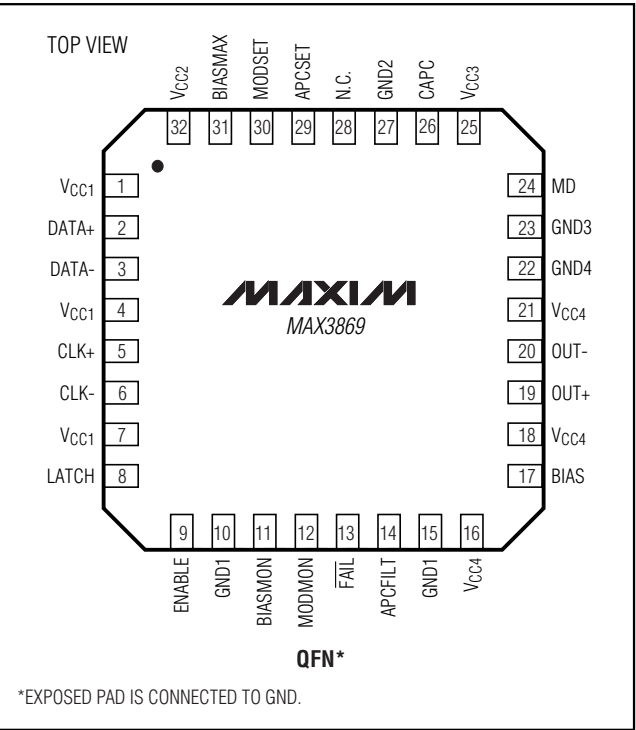 TOP VIEW
VCC2
BIASMAX
MODSET
APCSET
N.C.
GND2
CAPC
VCC3
32 31 30 29 28 27 26 25
VCC1 1
DATA+ 2
DATA- 3
VCC1 4
CLK+ 5
CLK- 6
VCC1 7
LATCH 8
MAXIM
MAX3869
24 MD
23 GND3
22 GND4
21 VCC4
20 OUT-
19 OUT+
18 VCC4
17 BIAS
9 10 11 12 13 14 15 16
ENABLE
GND1
BIASMON
MODMON
FAIL
APCFILT
GND1
VCC4
QFN*
*EXPOSED PAD IS CONNECTED TO GND.